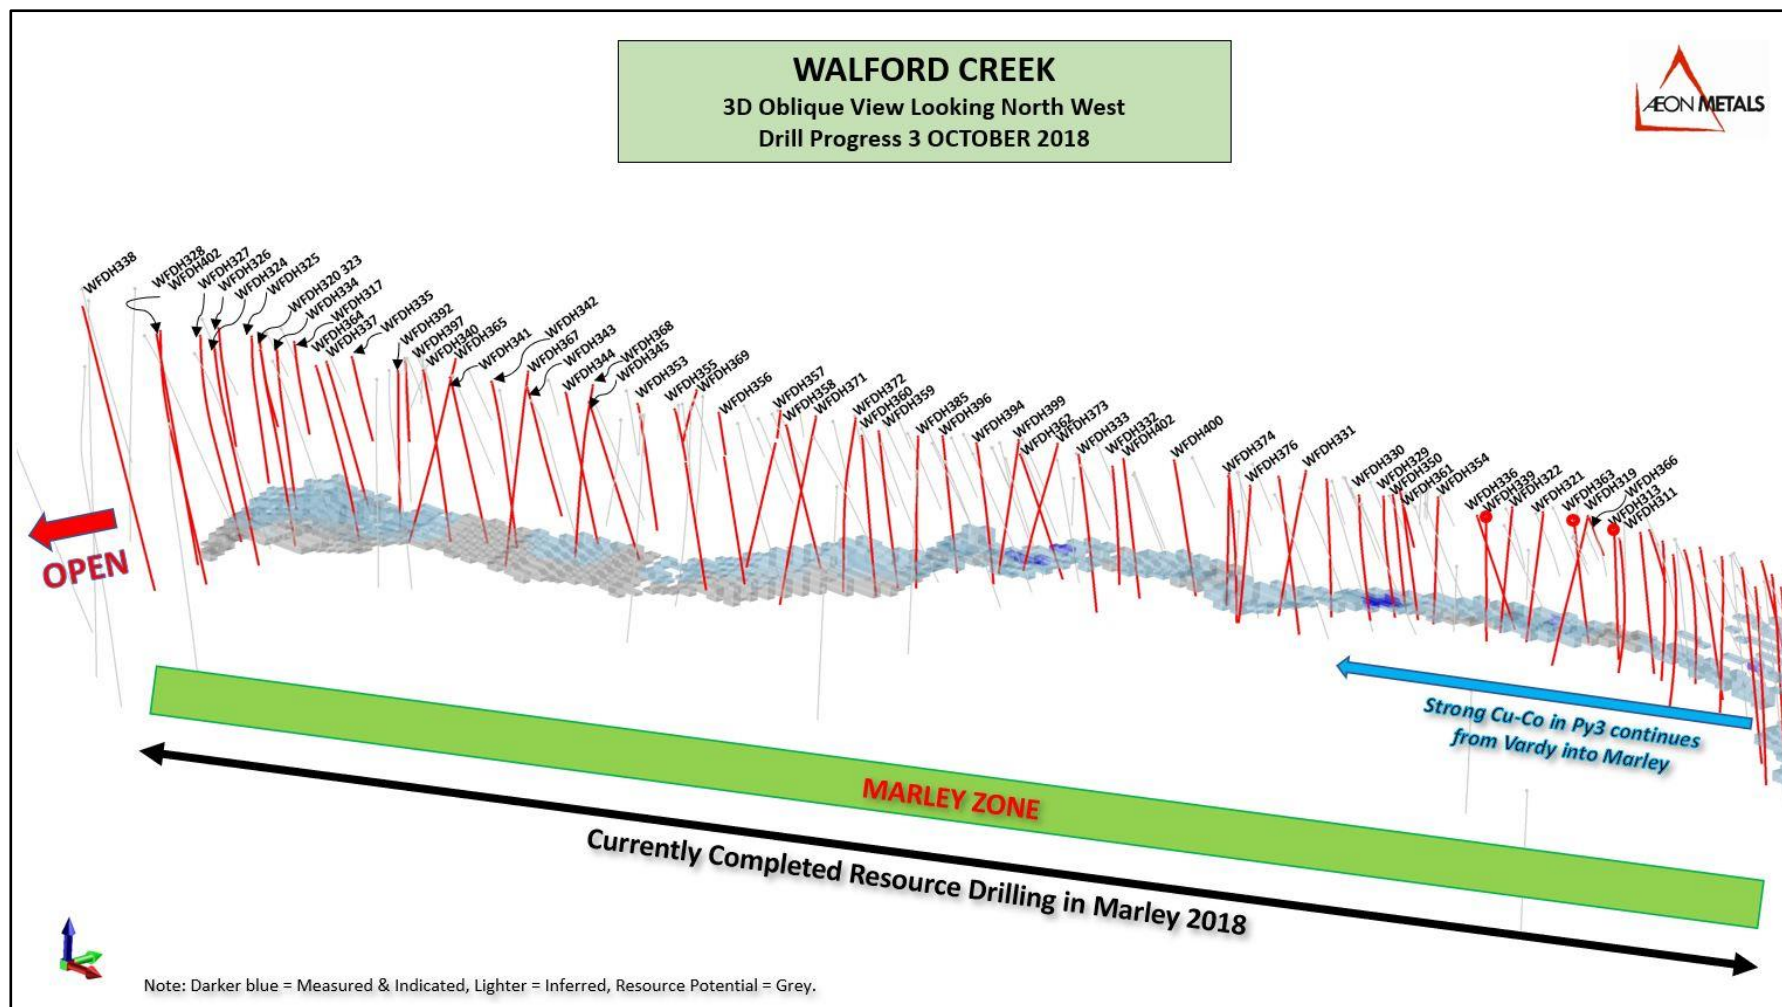 WALFORD CREEK
3D Oblique View Looking North West
Drill Progress 3 OCTOBER 2018
ÆON METALS
WFDH338
WFDH328
WFDH402
WFDH327
WFDH326
WFDH324
WFDH325
WFDH320 323
WFDH334
WFDH317
WFDH364
WFDH337
WFDH335
WFDH392
WFDH397
WFDH340
WFDH365
WFDH341
WFDH342
WFDH367
WFDH343
WFDH344
WFDH368
WFDH345
WFDH353
WFDH355
WFDH369
WFDH356
WFDH357
WFDH358
WFDH371
WFDH372
WFDH360
WFDH359
WFDH385
WFDH396
WFDH394
WFDH399
WFDH362
WFDH373
WFDH333
WFDH332
WFDH402
WFDH400
WFDH374
WFDH376
WFDH331
WFDH330
WFDH329
WFDH350
WFDH361
WFDH354
WFDH336
WFDH339
WFDH322
WFDH321
WFDH363
WFDH319
WFDH366
WFDH313
WFDH311
OPEN
Strong Cu-Co in Py3 continues
from Vardy into Marley
MARLEY ZONE
Currently Completed Resource Drilling in Marley 2018
Note: Darker blue = Measured & Indicated, Lighter = Inferred, Resource Potential = Grey.